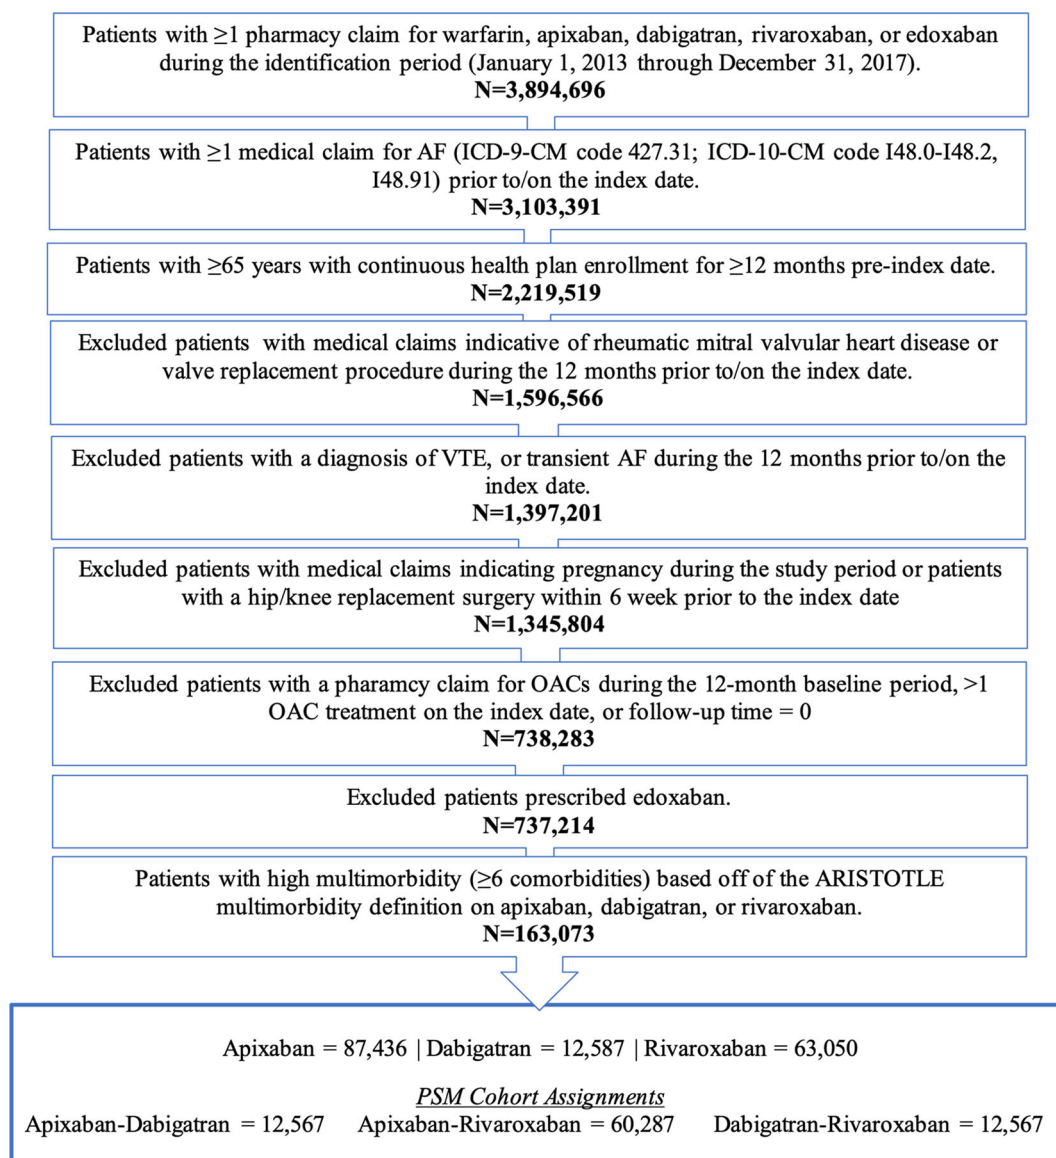 Patients with ≥1 pharmacy claim for warfarin, apixaban, dabigatran, rivaroxaban, or edoxaban
during the identification period (January 1, 2013 through December 31, 2017).
N=3,894,696
Patients with ≥1 medical claim for AF (ICD-9-CM code 427.31; ICD-10-CM code I48.0-I48.2,
I48.91) prior to/on the index date.
N=3,103,391
Patients with ≥65 years with continuous health plan enrollment for ≥12 months pre-index date.
N=2,219,519
Excluded patients with medical claims indicative of rheumatic mitral valvular heart disease or
valve replacement procedure during the 12 months prior to/on the index date.
N=1,596,566
Excluded patients with a diagnosis of VTE, or transient AF during the 12 months prior to/on the
index date.
N=1,397,201
Excluded patients with medical claims indicating pregnancy during the study period or patients
with a hip/knee replacement surgery within 6 week prior to the index date
N=1,345,804
Excluded patients with a pharamcy claim for OACs during the 12-month baseline period, >1
OAC treatment on the index date, or follow-up time = 0
N=738,283
Excluded patients prescribed edoxaban.
N=737,214
Patients with high multimorbidity (≥6 comorbidities) based off of the ARISTOTLE
multimorbidity definition on apixaban, dabigatran, or rivaroxaban.
N=163,073
Apixaban = 87,436 | Dabigatran = 12,587 | Rivaroxaban = 63,050
PSM Cohort Assignments
Apixaban-Dabigatran = 12,567 Apixaban-Rivaroxaban = 60,287 Dabigatran-Rivaroxaban = 12,567